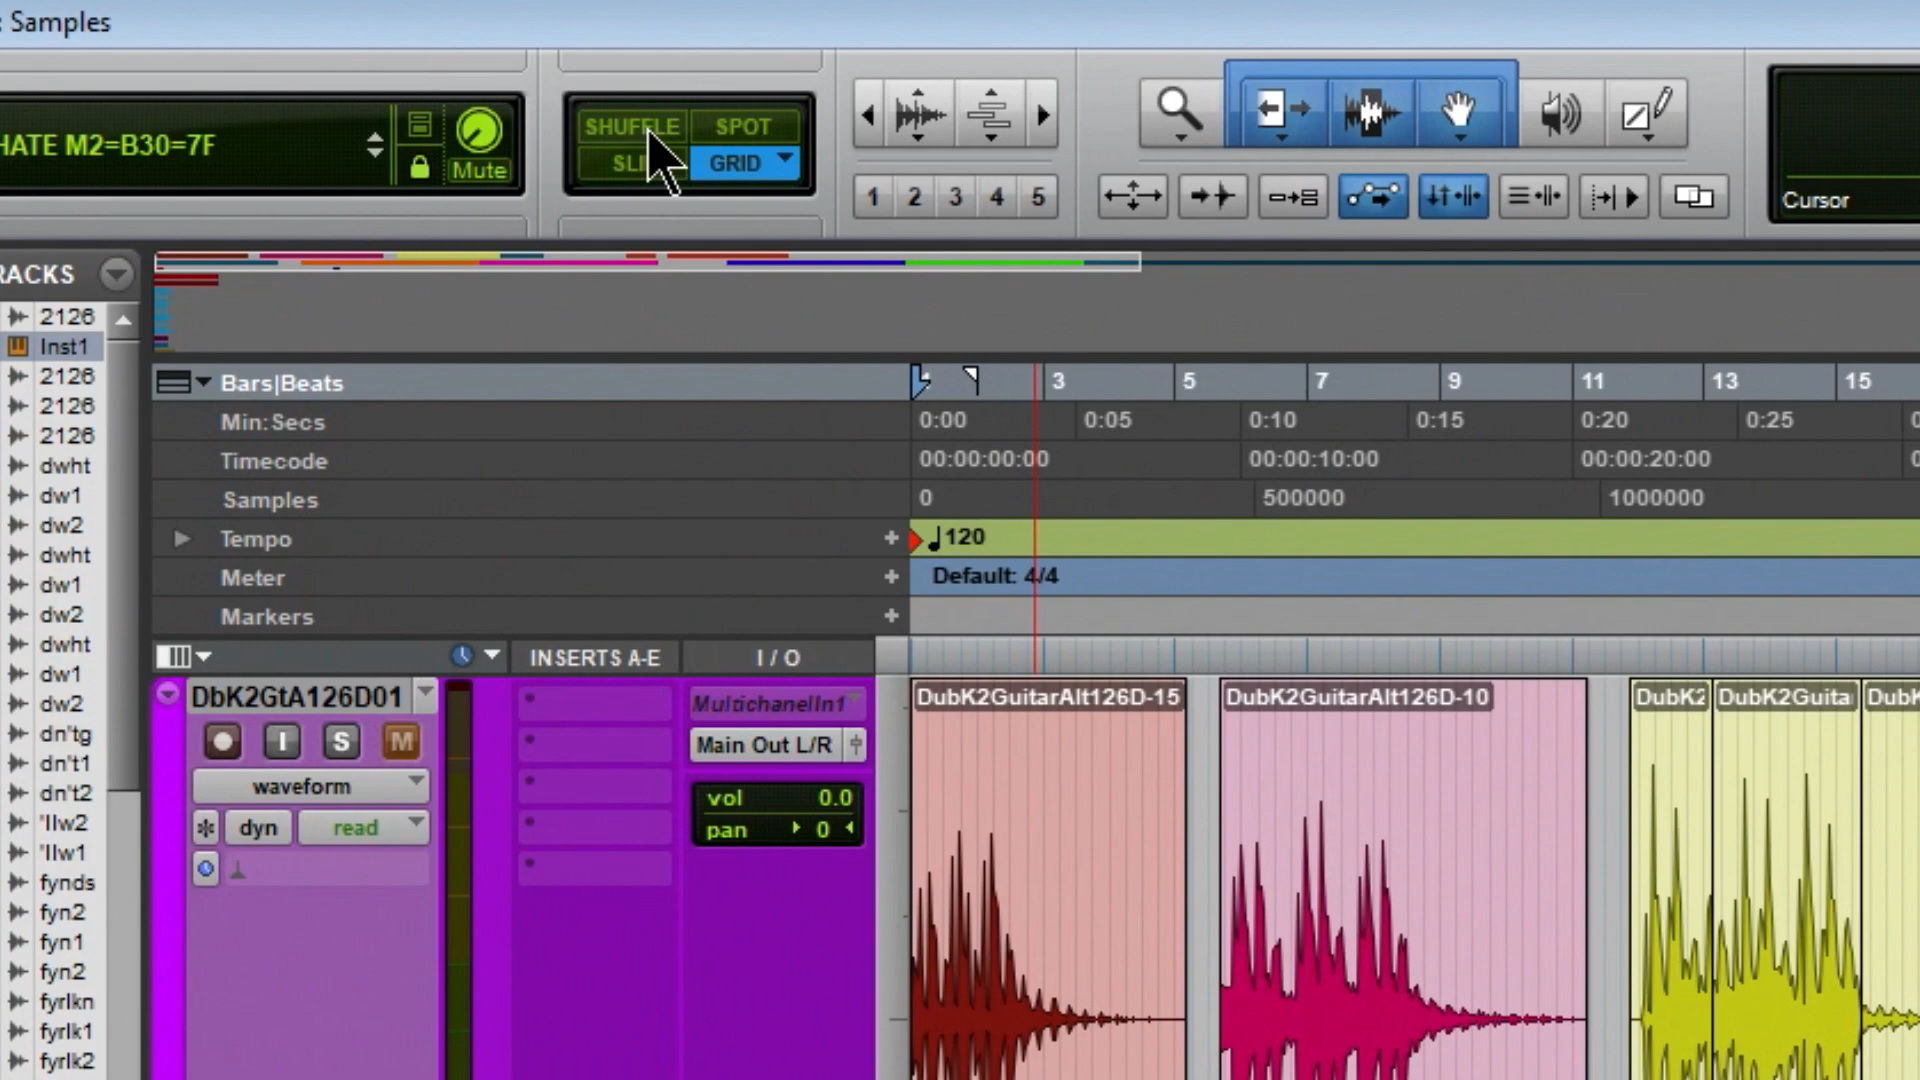 : Samples
HATE M2=B30=7F
Mute
SHUFFLE SPOT
SLI GRID
1 2 3 4 5
Cursor
RACKS
2126
Inst1
2126
2126
2126
dwht
dw1
dw2
dwht
dw1
dw2
dwht
dw1
dw2
dn'tg
dn't1
dn't2
'llw2
'llw1
fynds
fyn2
fyn1
fyn2
fyrlkn
fyrlk1
fyrlk2
Bars|Beats 3 5 7 9 11 13 15
Min:Secs 0:00 0:05 0:10 0:15 0:20 0:25
Timecode 00:00:00:00 00:00:10:00 00:00:20:00
Samples 0 500000 1000000
Tempo + 120
Meter + Default: 4/4
Markers +
INSERTS A-E I / O
DbK2GtA126D01
I S M
waveform
dyn read
MultichanelIn1
Main Out L/R
vol 0.0
pan 0
DubK2GuitarAlt126D-15 DubK2GuitarAlt126D-10 DubK2 DubK2Guita DubK